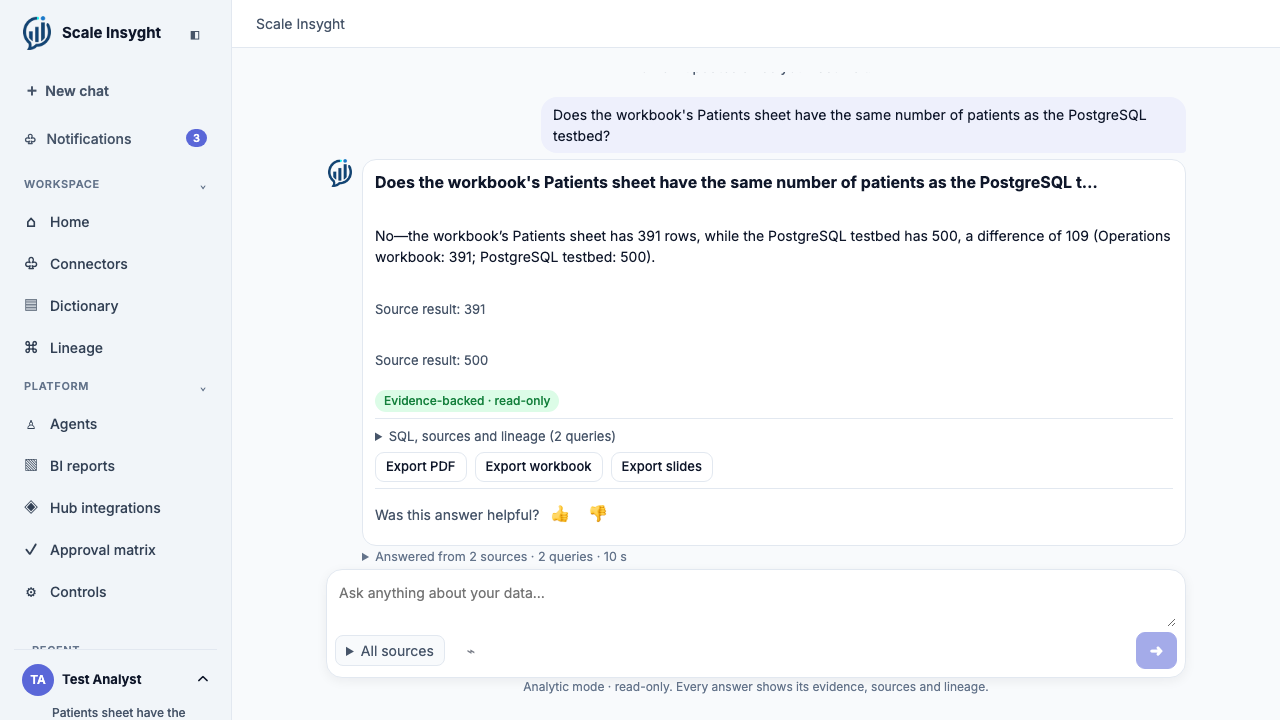 Scale Insyght
Scale Insyght
+ New chat
Notifications 3
WORKSPACE
Home
Connectors
Dictionary
Lineage
PLATFORM
Agents
BI reports
Hub integrations
Approval matrix
Controls
RECENT
TA Test Analyst
Patients sheet have the
Does the workbook's Patients sheet have the same number of patients as the PostgreSQL
testbed?
Does the workbook's Patients sheet have the same number of patients as the PostgreSQL t...
No—the workbook’s Patients sheet has 391 rows, while the PostgreSQL testbed has 500, a difference of 109 (Operations
workbook: 391; PostgreSQL testbed: 500).
Source result: 391
Source result: 500
Evidence-backed · read-only
SQL, sources and lineage (2 queries)
Export PDF Export workbook Export slides
Was this answer helpful?
Answered from 2 sources · 2 queries · 10 s
Ask anything about your data...
All sources
Analytic mode · read-only. Every answer shows its evidence, sources and lineage.